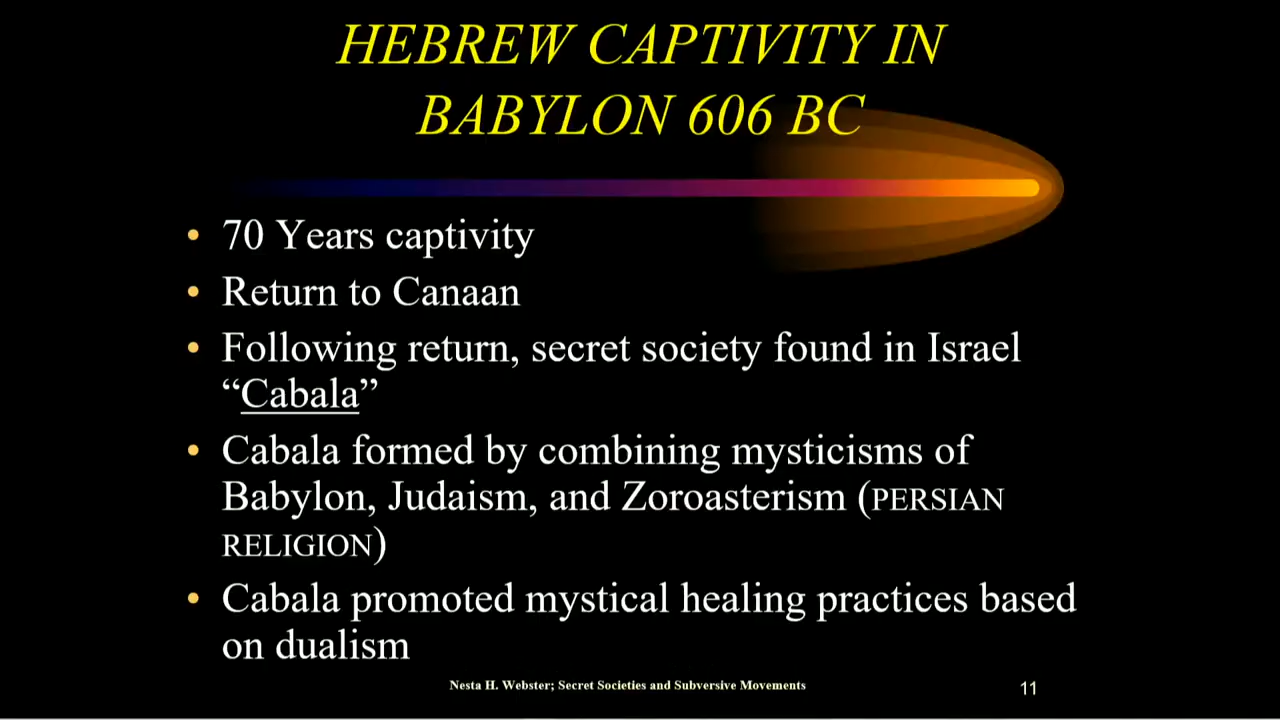 HEBREW CAPTIVITY IN
BABYLON 606 BC
• 70 Years captivity
• Return to Canaan
• Following return, secret society found in Israel
“Cabala”
• Cabala formed by combining mysticisms of
Babylon, Judaism, and Zoroasterism (PERSIAN
RELIGION)
• Cabala promoted mystical healing practices based
on dualism
Nesta H. Webster; Secret Societies and Subversive Movements
11